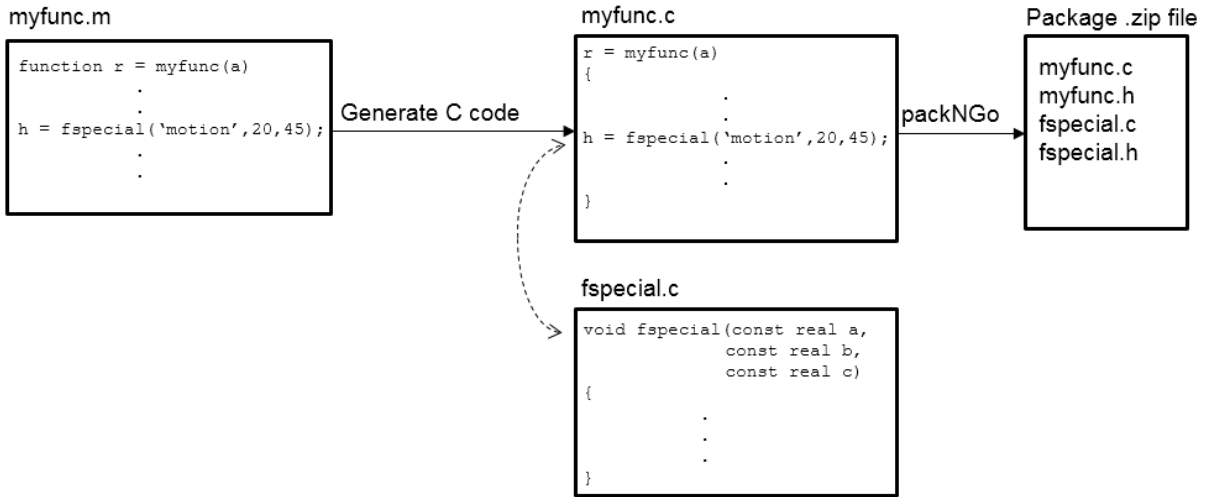 myfunc.m
function r = myfunc(a)
.
.
h = fspecial(‘motion’,20,45);
.
.
Generate C code
myfunc.c
r = myfunc(a)
{
.
.
h = fspecial(‘motion’,20,45);
.
.
}
packNGo
Package .zip file
myfunc.c
myfunc.h
fspecial.c
fspecial.h
fspecial.c
void fspecial(const real a,
const real b,
const real c)
{
.
.
.
}